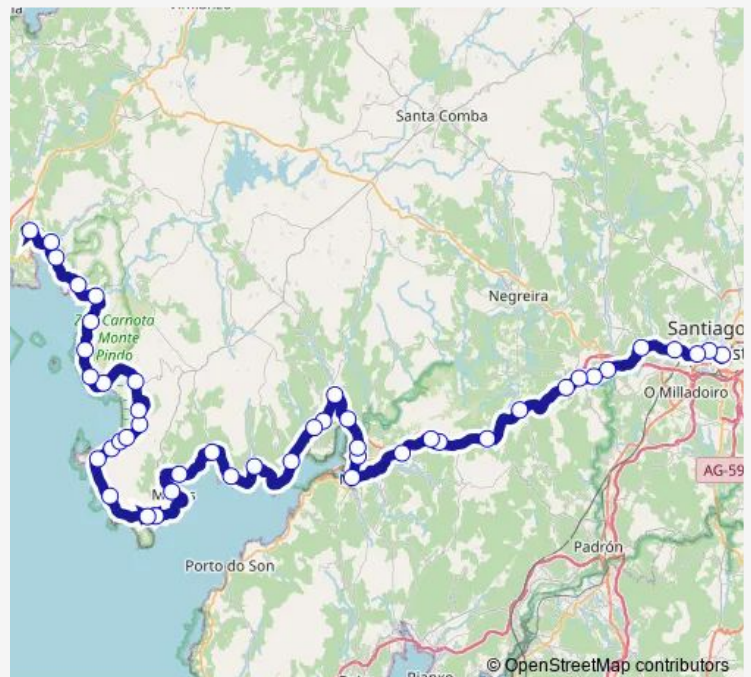 Santa Comba
Negreira
Santiago
Carnota
Monte
Pindo
O Milladoiro
AG-59
Padrón
Porto do Son
© OpenStreetMap contributors